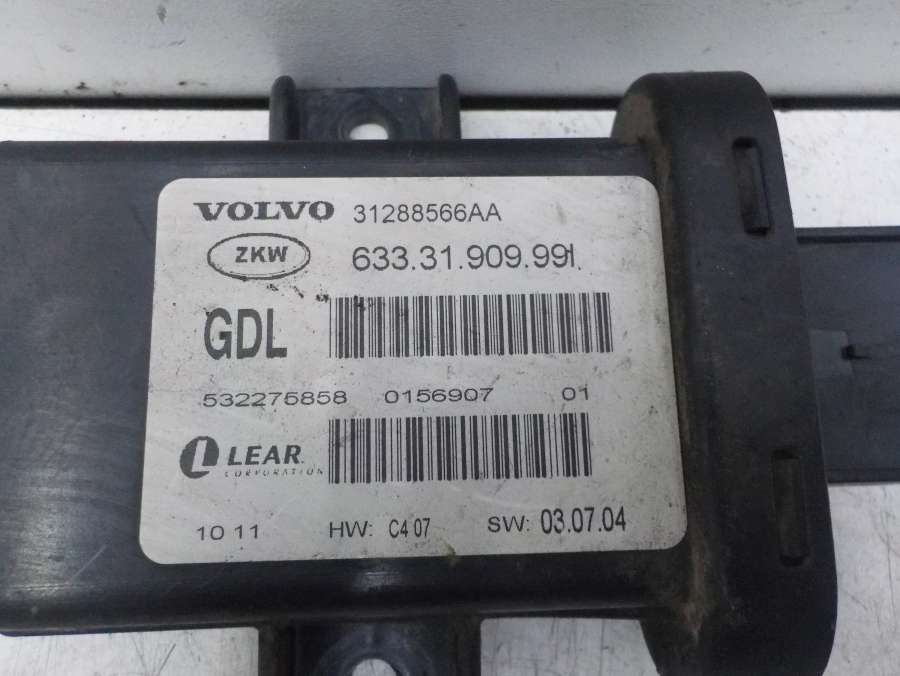 VOLVO 31288566AA
ZKW 633.31.909.99I.
GDL
532275858 0156907 01
LEAR
CORPORATION
10 11 HW: C4 07 SW: 03.07.04